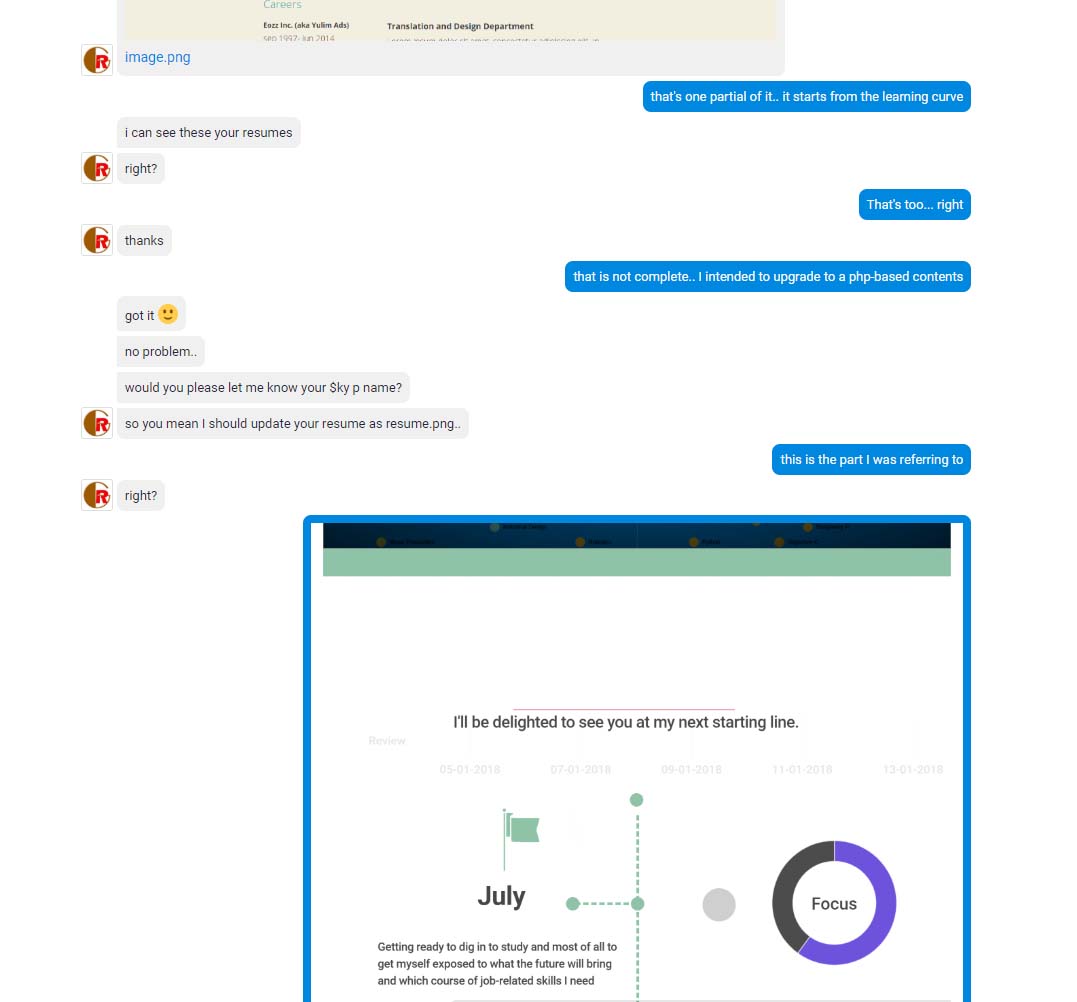 Careers
Eozz Inc. (aka Yulim Ads)
Translation and Design Department
sep 1997- jun 2014
image.png
that's one partial of it.. it starts from the learning curve
i can see these your resumes
right?
That's too... right
thanks
that is not complete.. I intended to upgrade to a php-based contents
got it 🙂
no problem..
would you please let me know your $ky p name?
so you mean I should update your resume as resume.png..
this is the part I was referring to
right?
I'll be delighted to see you at my next starting line.
Review
05-01-2018 07-01-2018 09-01-2018 11-01-2018 13-01-2018
July
Focus
Getting ready to dig in to study and most of all to
get myself exposed to what the future will bring
and which course of job-related skills I need